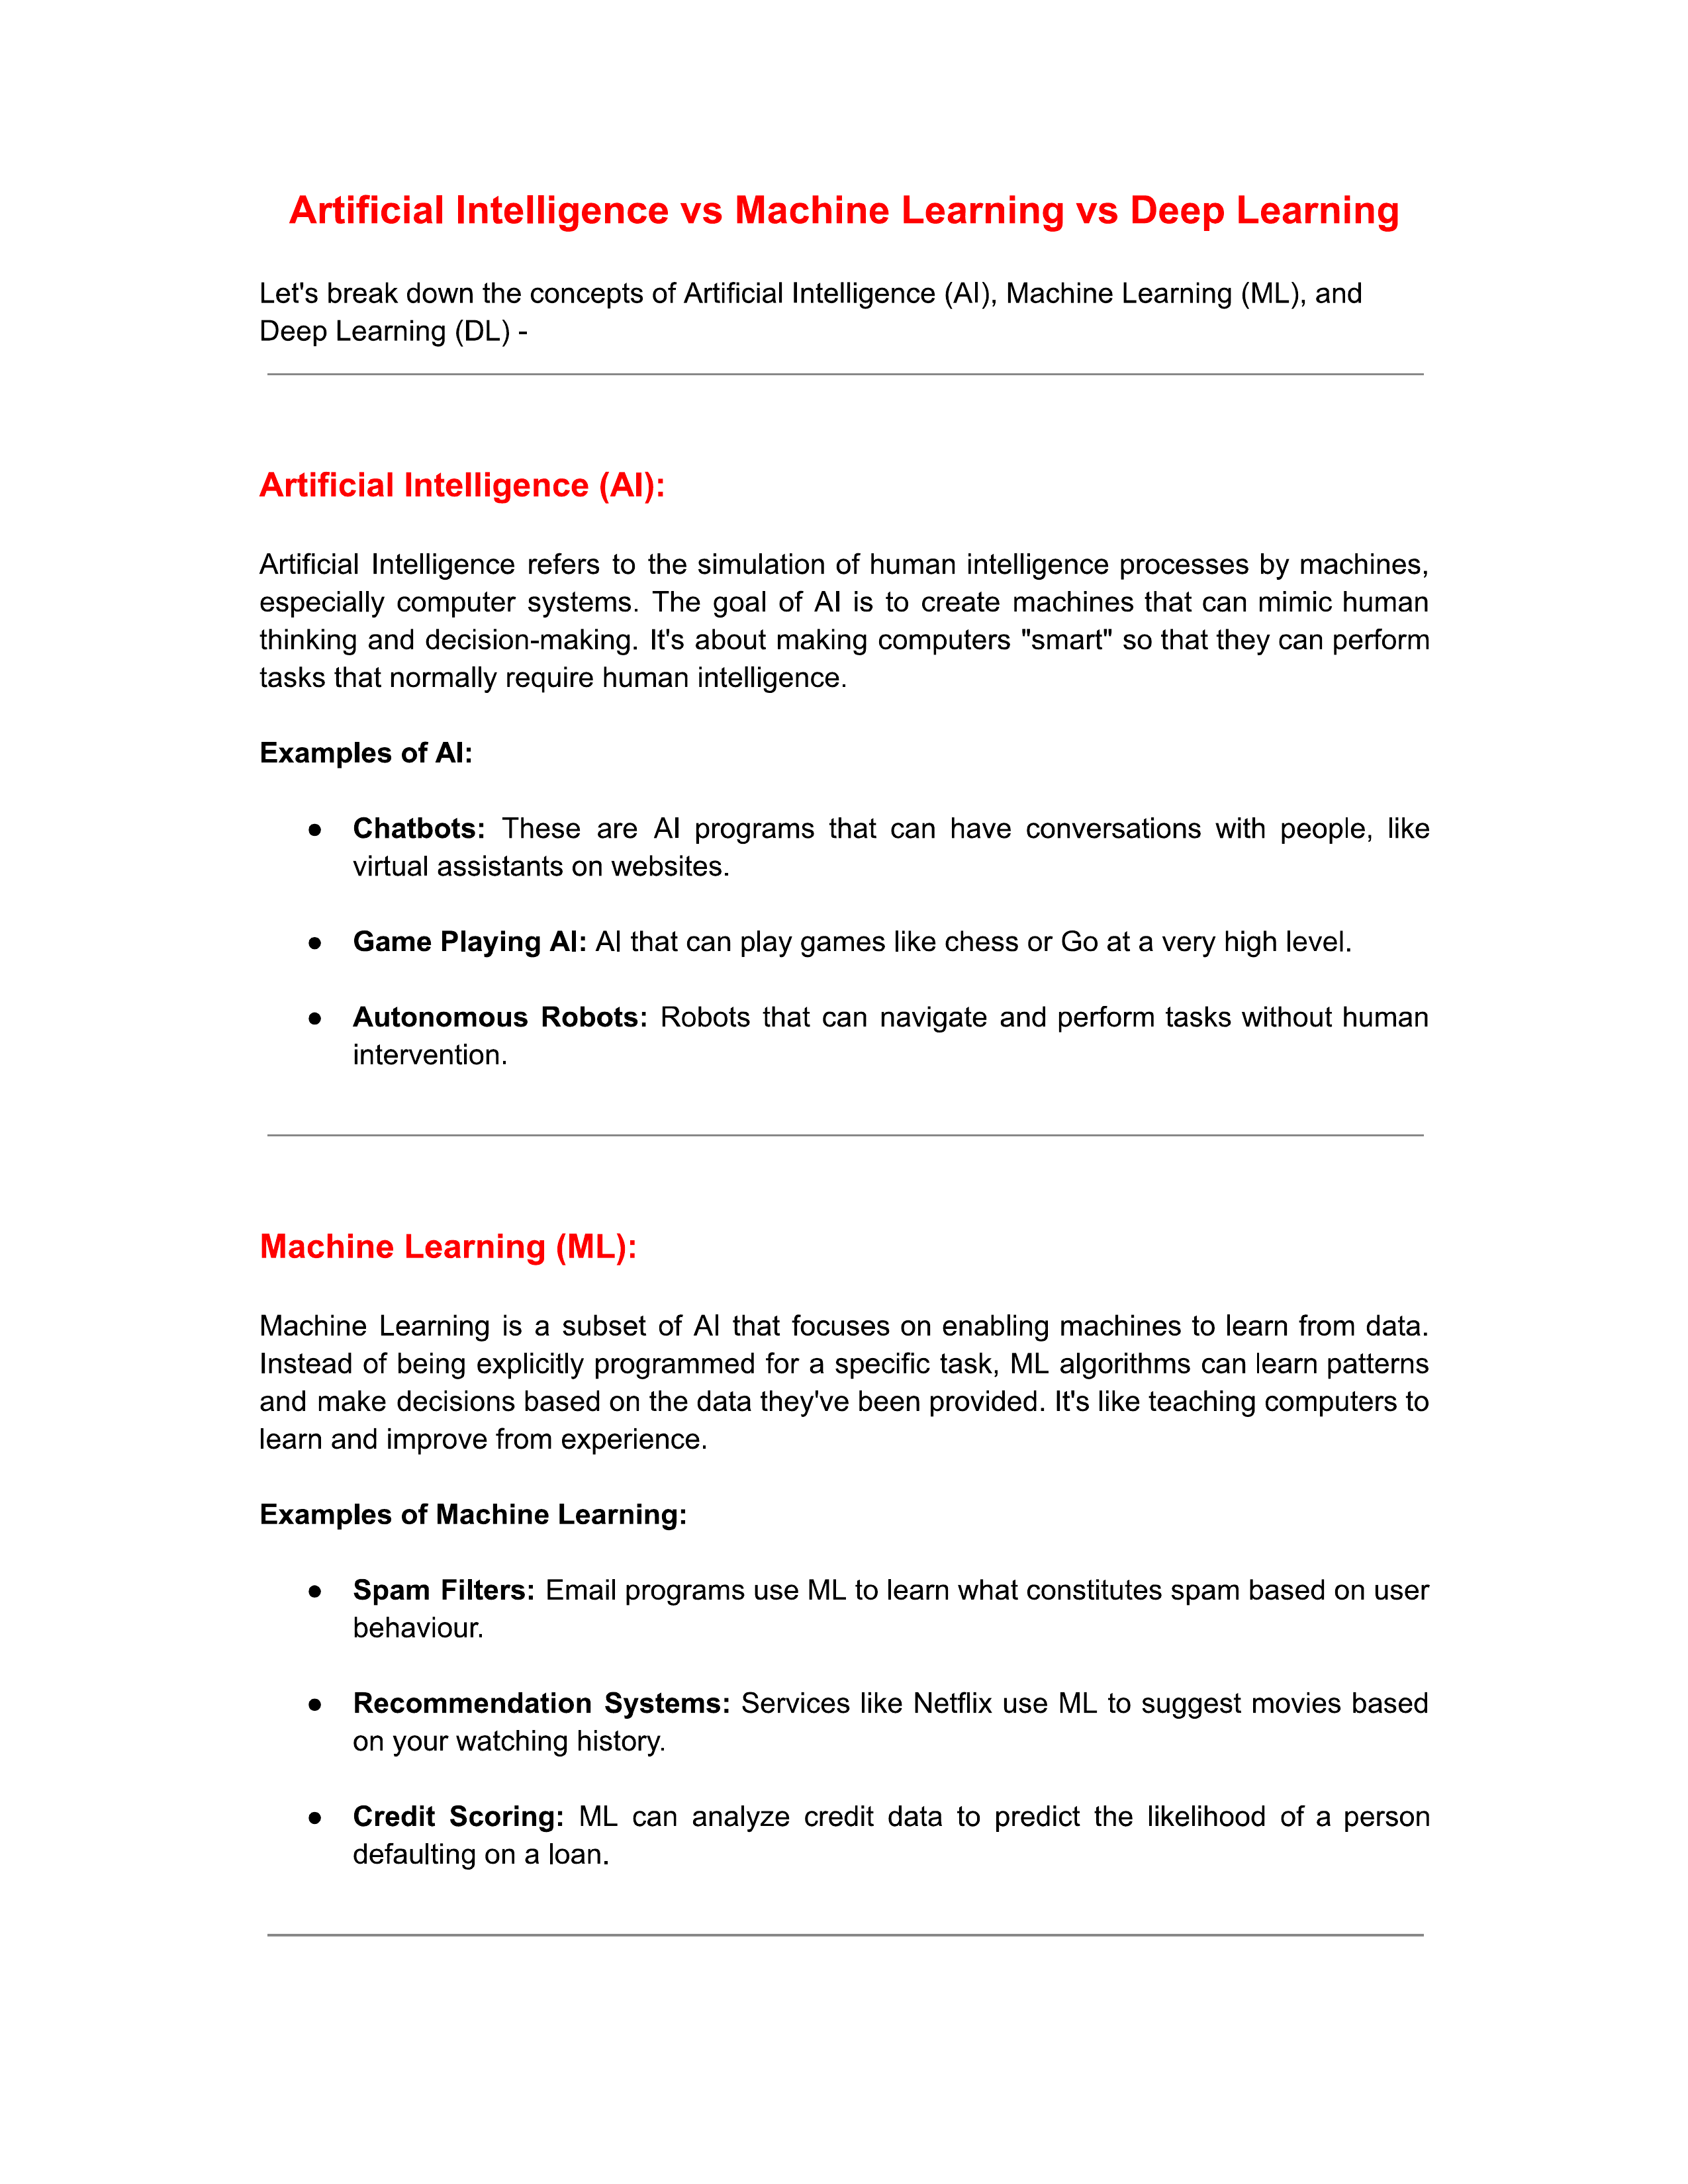 Artificial Intelligence vs Machine Learning vs Deep Learning
Let's break down the concepts of Artificial Intelligence (AI), Machine Learning (ML), and
Deep Learning (DL) -
Artificial Intelligence (AI):
Artificial Intelligence refers to the simulation of human intelligence processes by machines,
especially computer systems. The goal of AI is to create machines that can mimic human
thinking and decision-making. It's about making computers "smart" so that they can perform
tasks that normally require human intelligence.
Examples of AI:
● Chatbots: These are AI programs that can have conversations with people, like
virtual assistants on websites.
● Game Playing AI: AI that can play games like chess or Go at a very high level.
● Autonomous Robots: Robots that can navigate and perform tasks without human
intervention.
Machine Learning (ML):
Machine Learning is a subset of AI that focuses on enabling machines to learn from data.
Instead of being explicitly programmed for a specific task, ML algorithms can learn patterns
and make decisions based on the data they've been provided. It's like teaching computers to
learn and improve from experience.
Examples of Machine Learning:
● Spam Filters: Email programs use ML to learn what constitutes spam based on user
behaviour.
● Recommendation Systems: Services like Netflix use ML to suggest movies based
on your watching history.
● Credit Scoring: ML can analyze credit data to predict the likelihood of a person
defaulting on a loan.